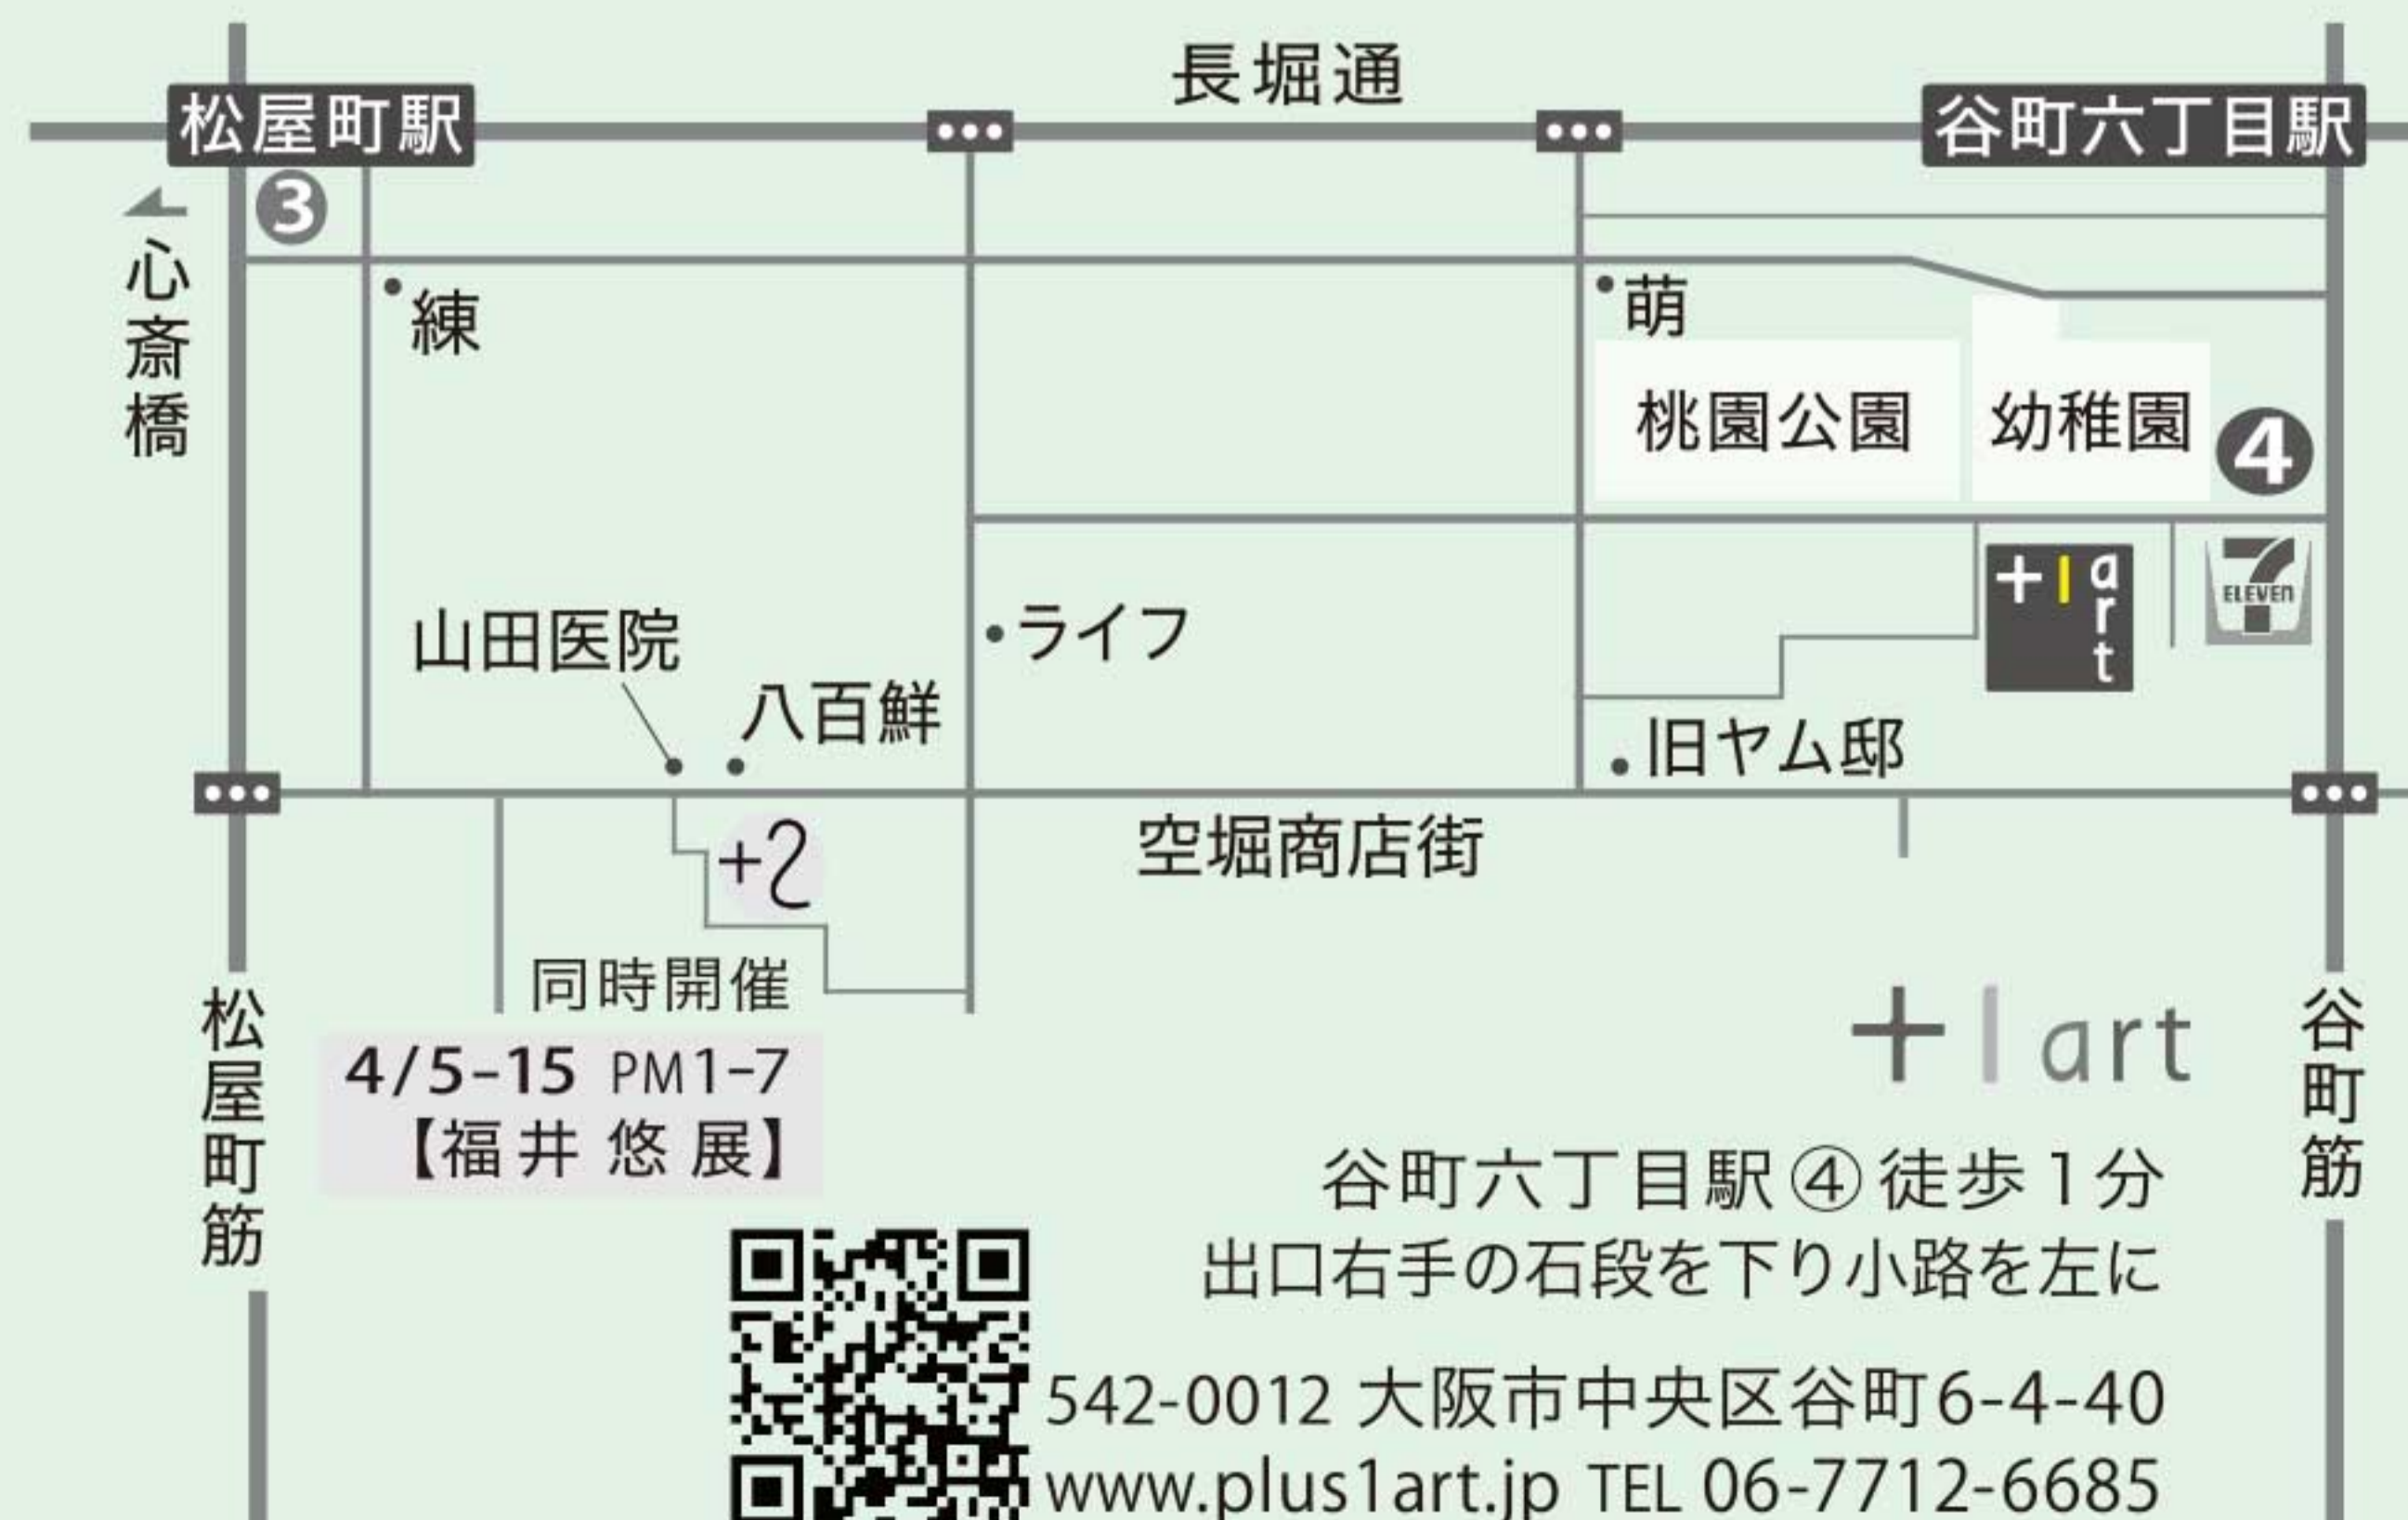 長堀通
松屋町駅
谷町六丁目駅
3
心斎橋
練
萌
桃園公園
幼稚園
4
+1art
7
ELEVEn
山田医院
ライフ
八百鮮
旧ヤム邸
+2
空堀商店街
同時開催
4/5-15 PM1-7
【福井 悠 展】
松屋町筋
谷町筋
+1art
谷町六丁目駅④徒歩1分
出口右手の石段を下り小路を左に
542-0012 大阪市中央区谷町6-4-40
www.plus1art.jp TEL 06-7712-6685